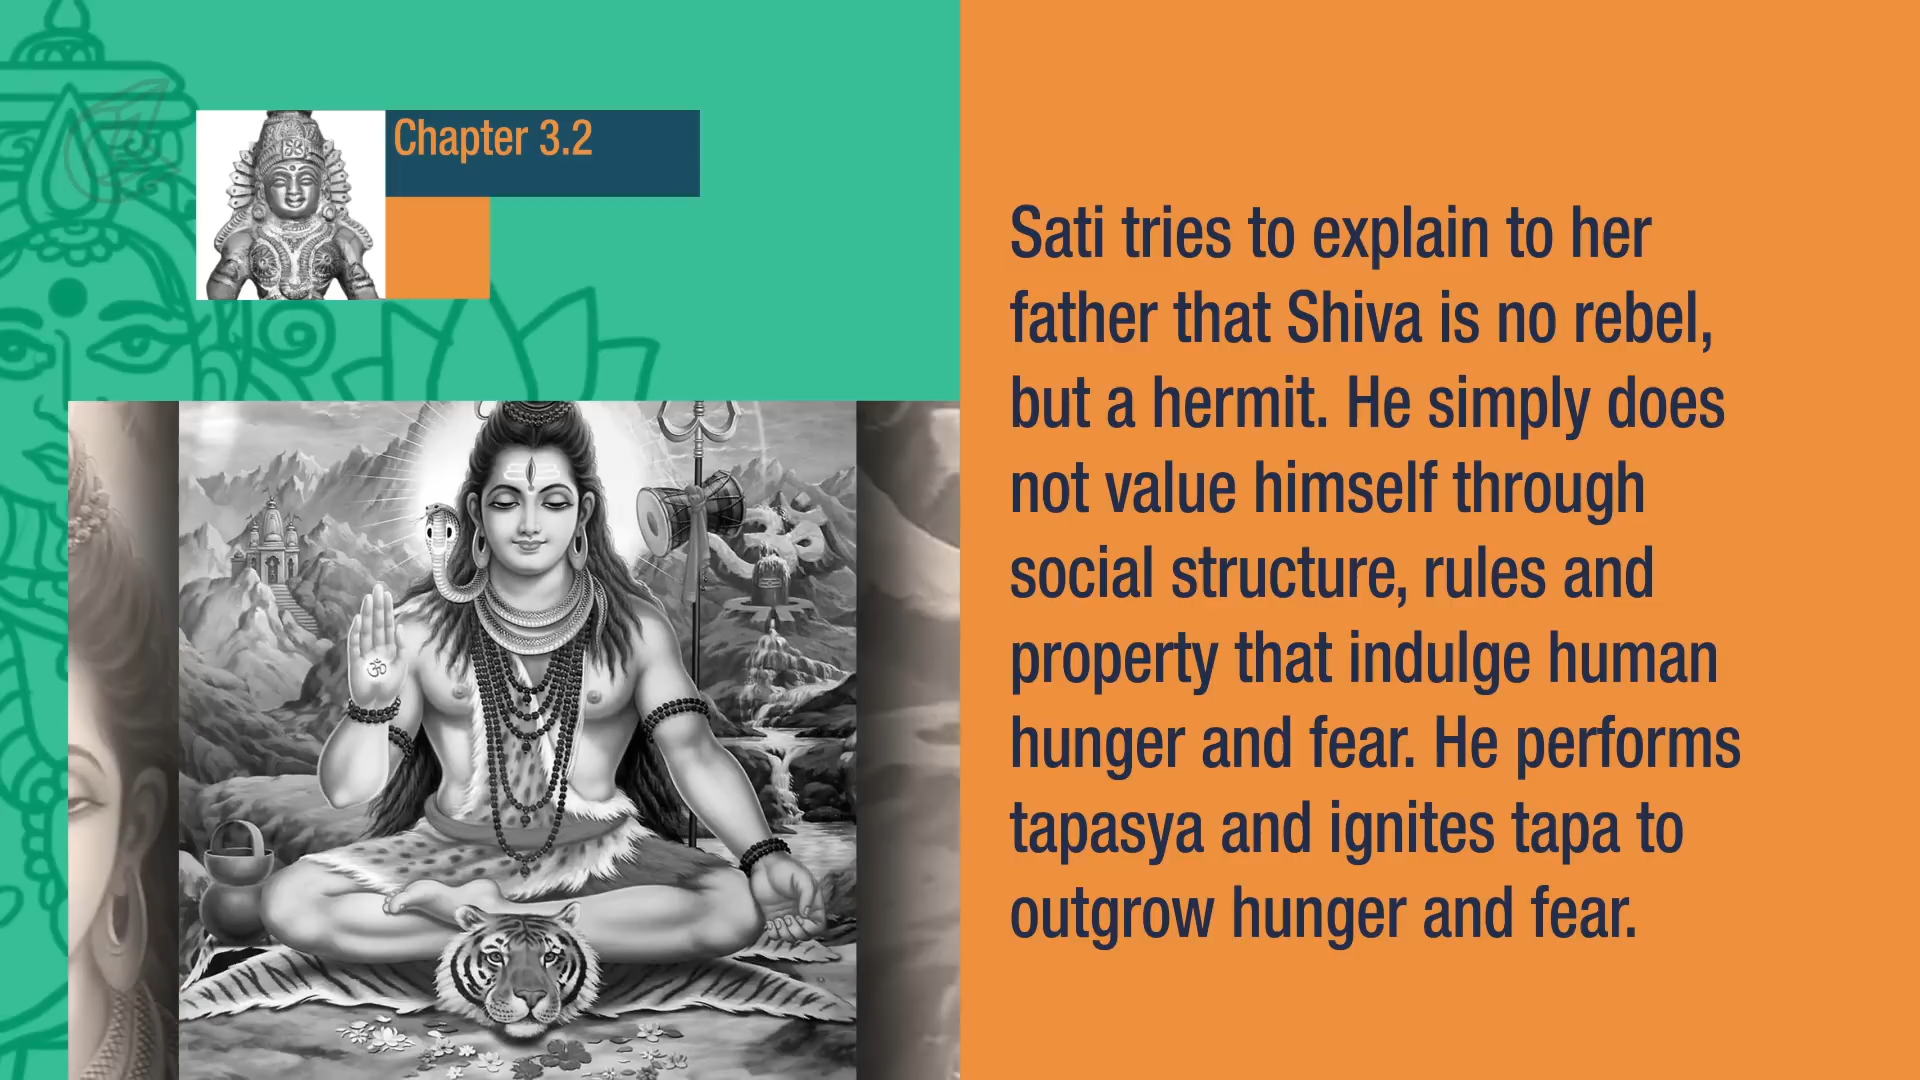 Chapter 3.2
Sati tries to explain to her
father that Shiva is no rebel,
but a hermit. He simply does
not value himself through
social structure, rules and
property that indulge human
hunger and fear. He performs
tapasya and ignites tapa to
outgrow hunger and fear.
ॐ